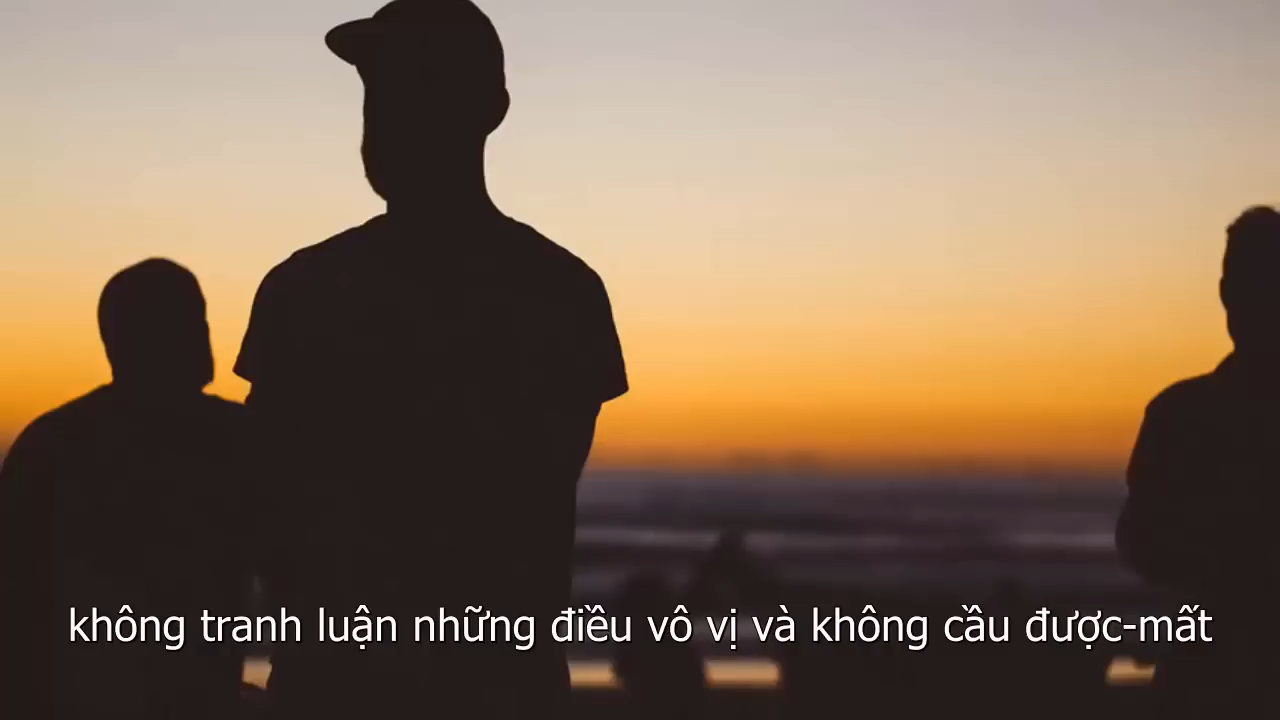 không tranh luận những điều vô vị và không cầu được-mất